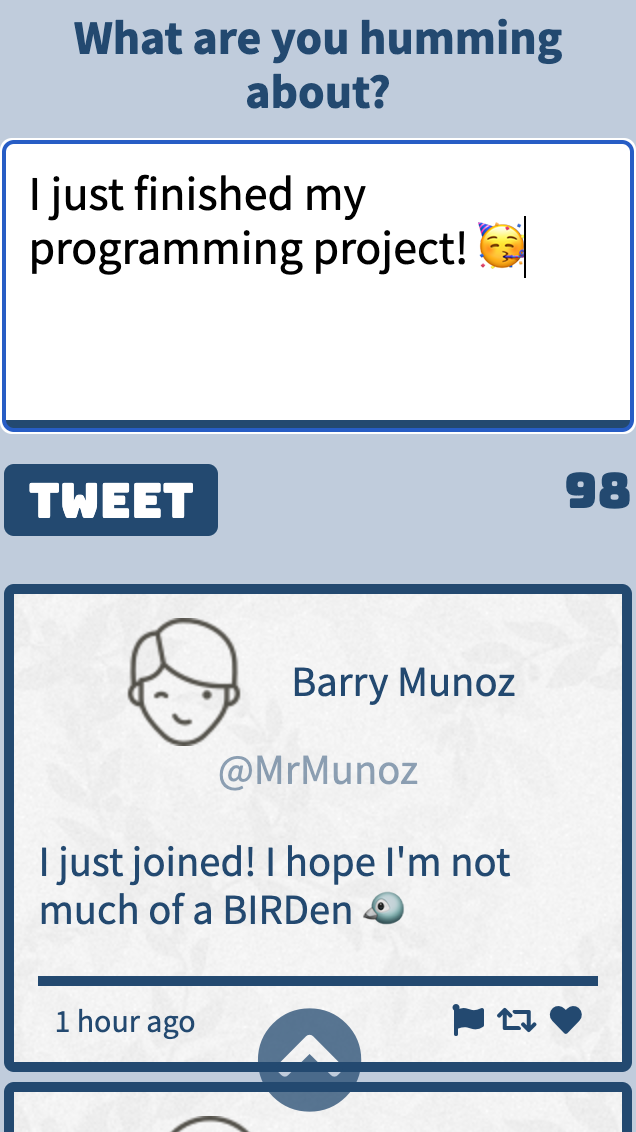 What are you humming
about?
I just finished my
programming project! 🥳
TWEET
98
Barry Munoz
@MrMunoz
I just joined! I hope I'm not
much of a BIRDen 🐦
1 hour ago